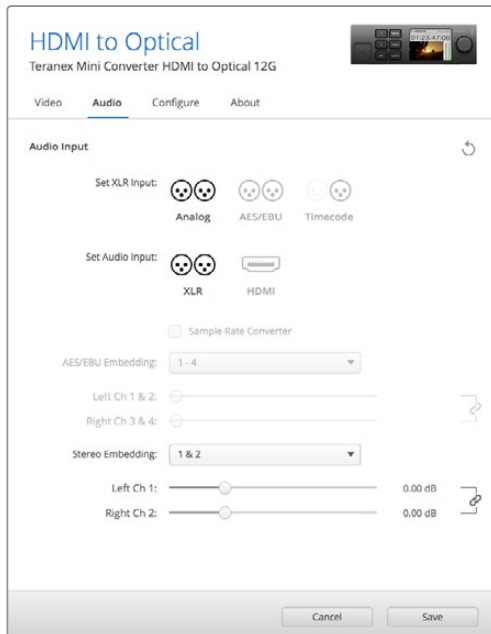 HDMI to Optical
Teranex Mini Converter HDMI to Optical 12G
01:23:47:08
Video Audio Configure About
Audio Input
Set XLR Input:
Analog AES/EBU Timecode
Set Audio Input:
XLR HDMI
Sample Rate Converter
AES/EBU Embedding: 1 - 4
Left Ch 1 & 2:
Right Ch 3 & 4:
Stereo Embedding: 1 & 2
Left Ch 1: 0.00 dB
Right Ch 2: 0.00 dB
Cancel Save